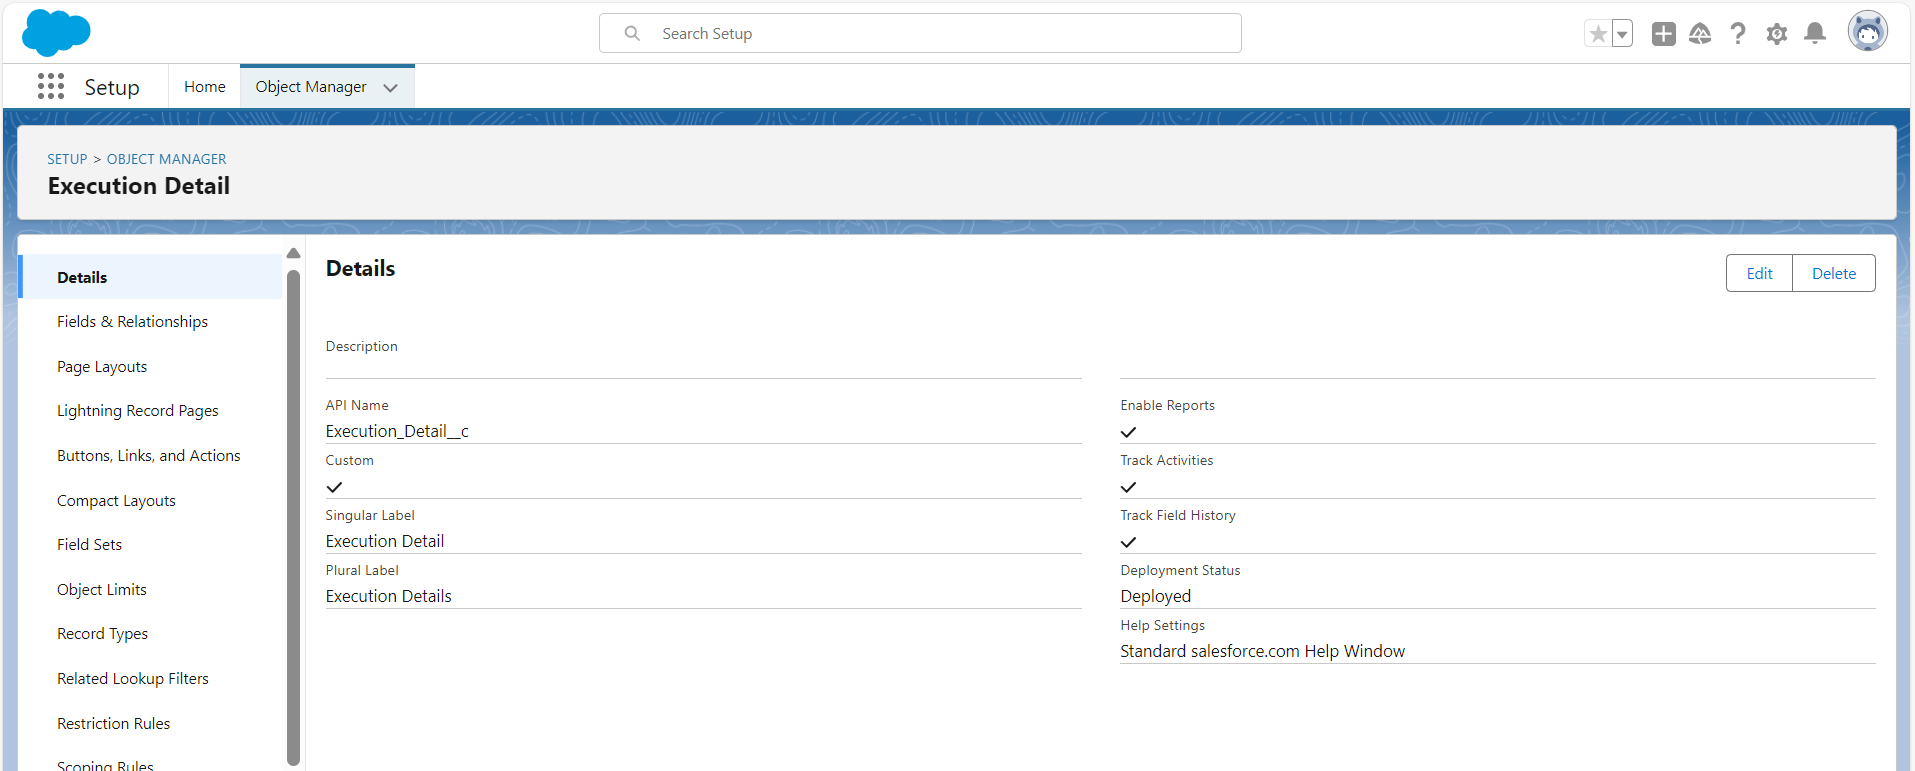 Search Setup
Setup
Home
Object Manager
SETUP > OBJECT MANAGER
Execution Detail
Details
Fields & Relationships
Page Layouts
Lightning Record Pages
Buttons, Links, and Actions
Compact Layouts
Field Sets
Object Limits
Record Types
Related Lookup Filters
Restriction Rules
Scoping Rules
Details
Edit
Delete
Description
API Name
Execution_Detail__c
Custom
Singular Label
Execution Detail
Plural Label
Execution Details
Enable Reports
Track Activities
Track Field History
Deployment Status
Deployed
Help Settings
Standard salesforce.com Help Window